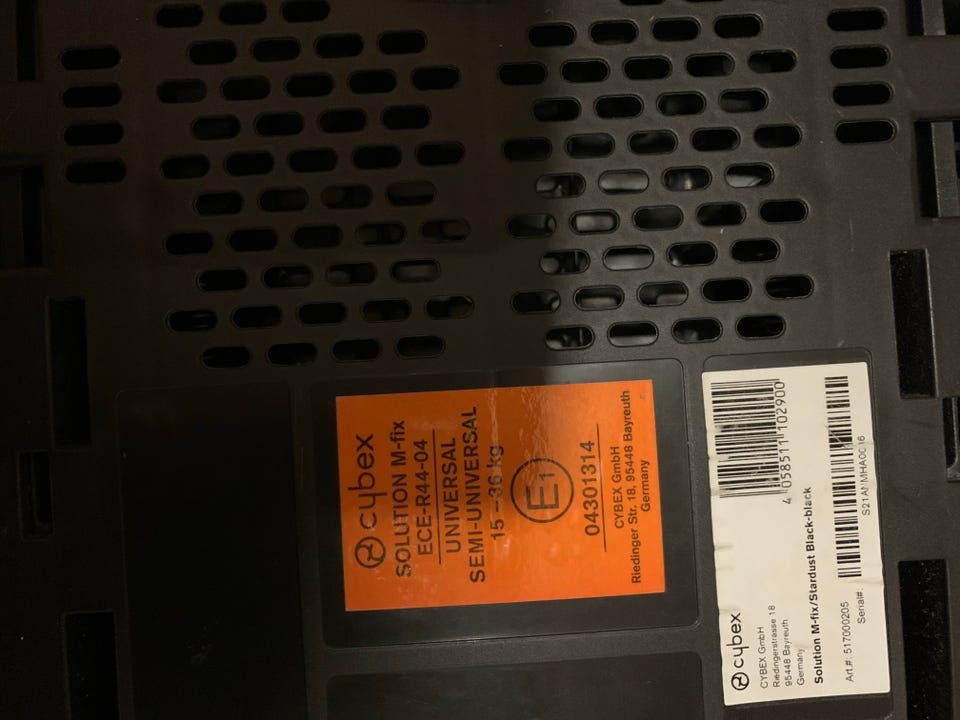 cybex
SOLUTION M-fix
ECE-R44-04
UNIVERSAL
SEMI-UNIVERSAL
15 – 36 kg
E1
04301314
CYBEX GmbH
Riedinger Str. 18, 95448 Bayreuth
Germany
cybex
CYBEX GmbH
Riedingerstrasse 18
95448 Bayreuth
Germany
4 058511 102900
Solution M-fix/Stardust Black-black
Art.#: 517000205
Serial#: